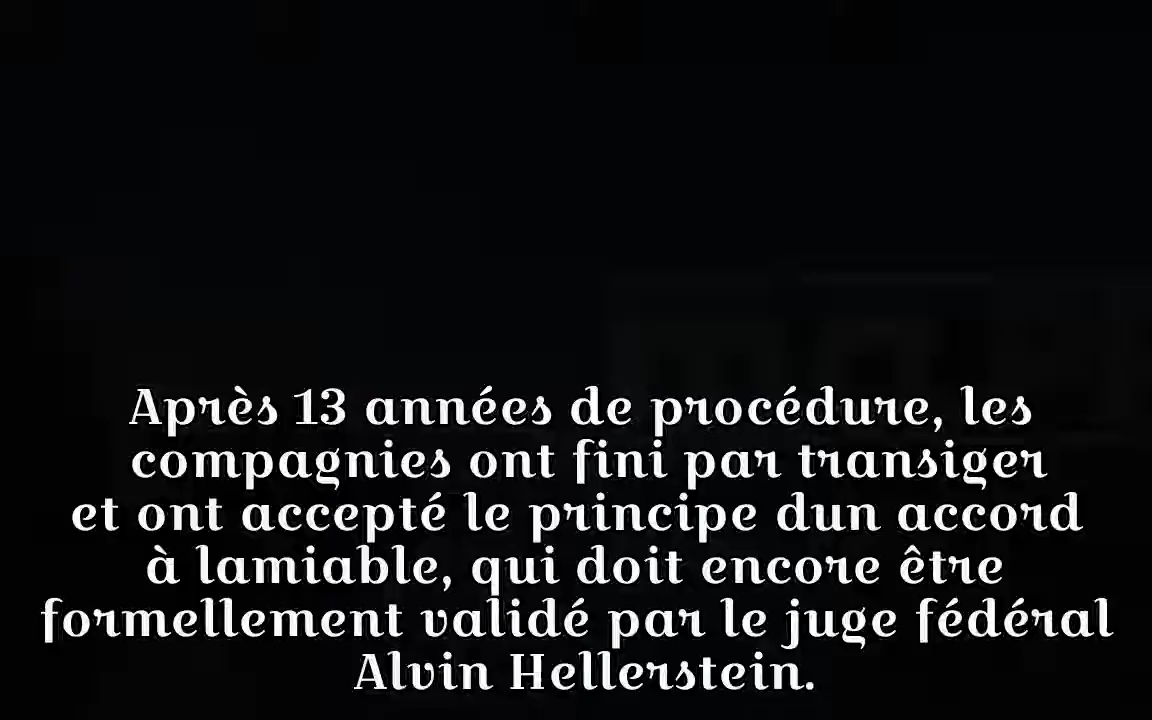 Après 13 années de procédure, les
compagnies ont fini par transiger
et ont accepté le principe dun accord
à lamiable, qui doit encore être
formellement validé par le juge fédéral
Alvin Hellerstein.